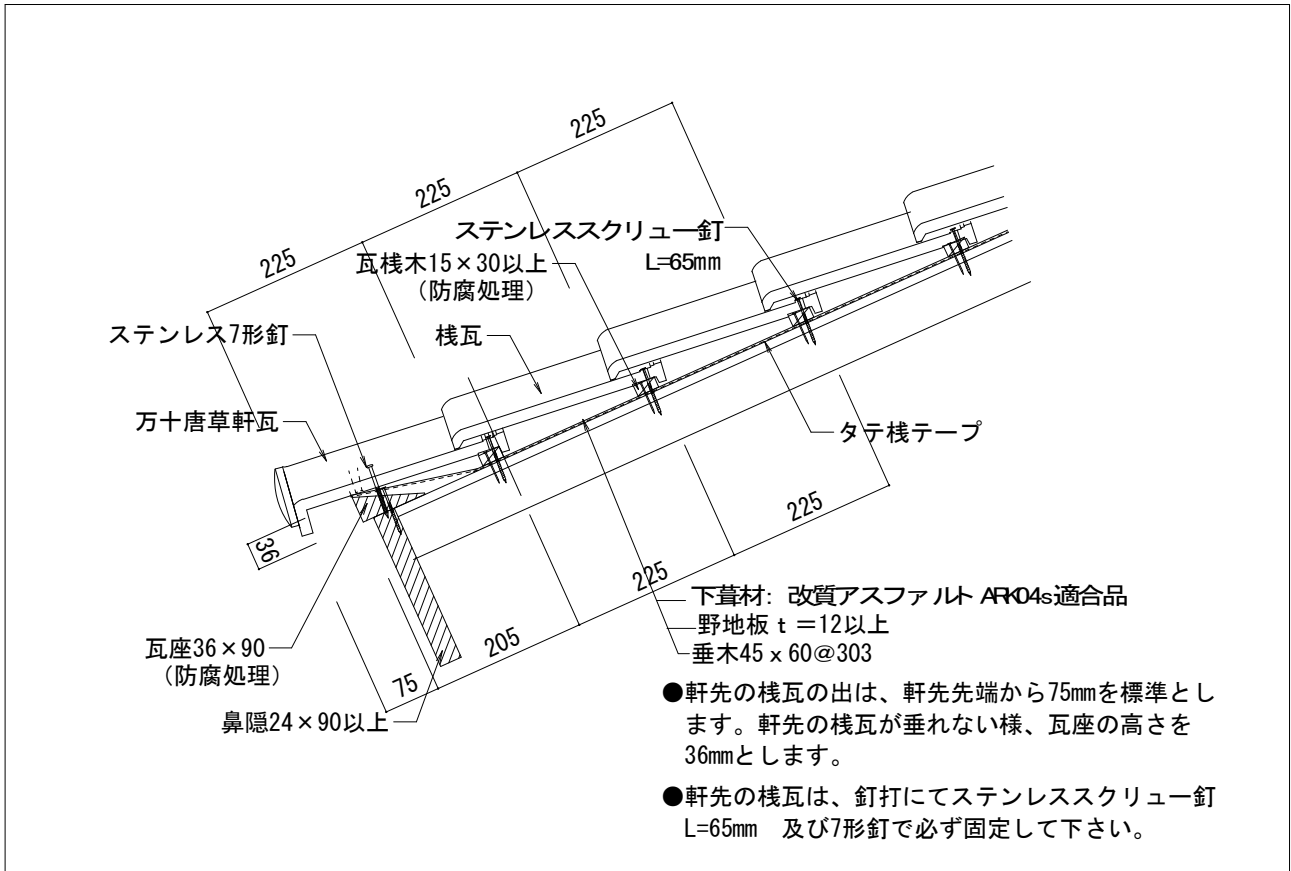 225
225
ステンレススクリュー釘
225
瓦桟木15×30以上
L=65mm
(防腐処理)
ステンレス7形釘
桟瓦
万十唐草軒瓦
タテ桟テープ
225
36
225
下葺材: 改質アスファルト ARK04s適合品
野地板 t =12以上
205
瓦座36×90
垂木45 x 60@303
(防腐処理)
75
鼻隠24×90以上
●軒先の桟瓦の出は、軒先先端から75mmを標準とし
ます。軒先の桟瓦が垂れない様、瓦座の高さを
36mmとします。
●軒先の桟瓦は、釘打にてステンレススクリュー釘
L=65mm 及び7形釘で必ず固定して下さい。